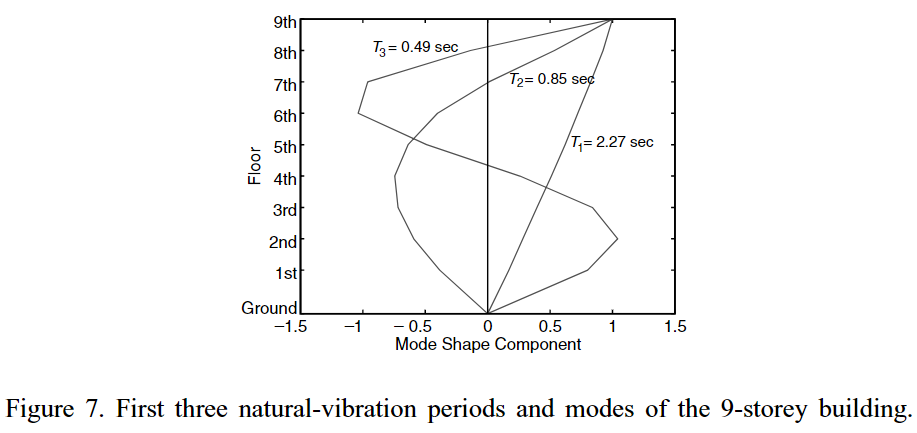 9th
8th
7th
6th
5th
4th
3rd
2nd
1st
Ground
Floor
T3= 0.49 sec
T2= 0.85 sec
T1= 2.27 sec
−1.5 −1 −0.5 0 0.5 1 1.5
Mode Shape Component
Figure 7. First three natural-vibration periods and modes of the 9-storey building.